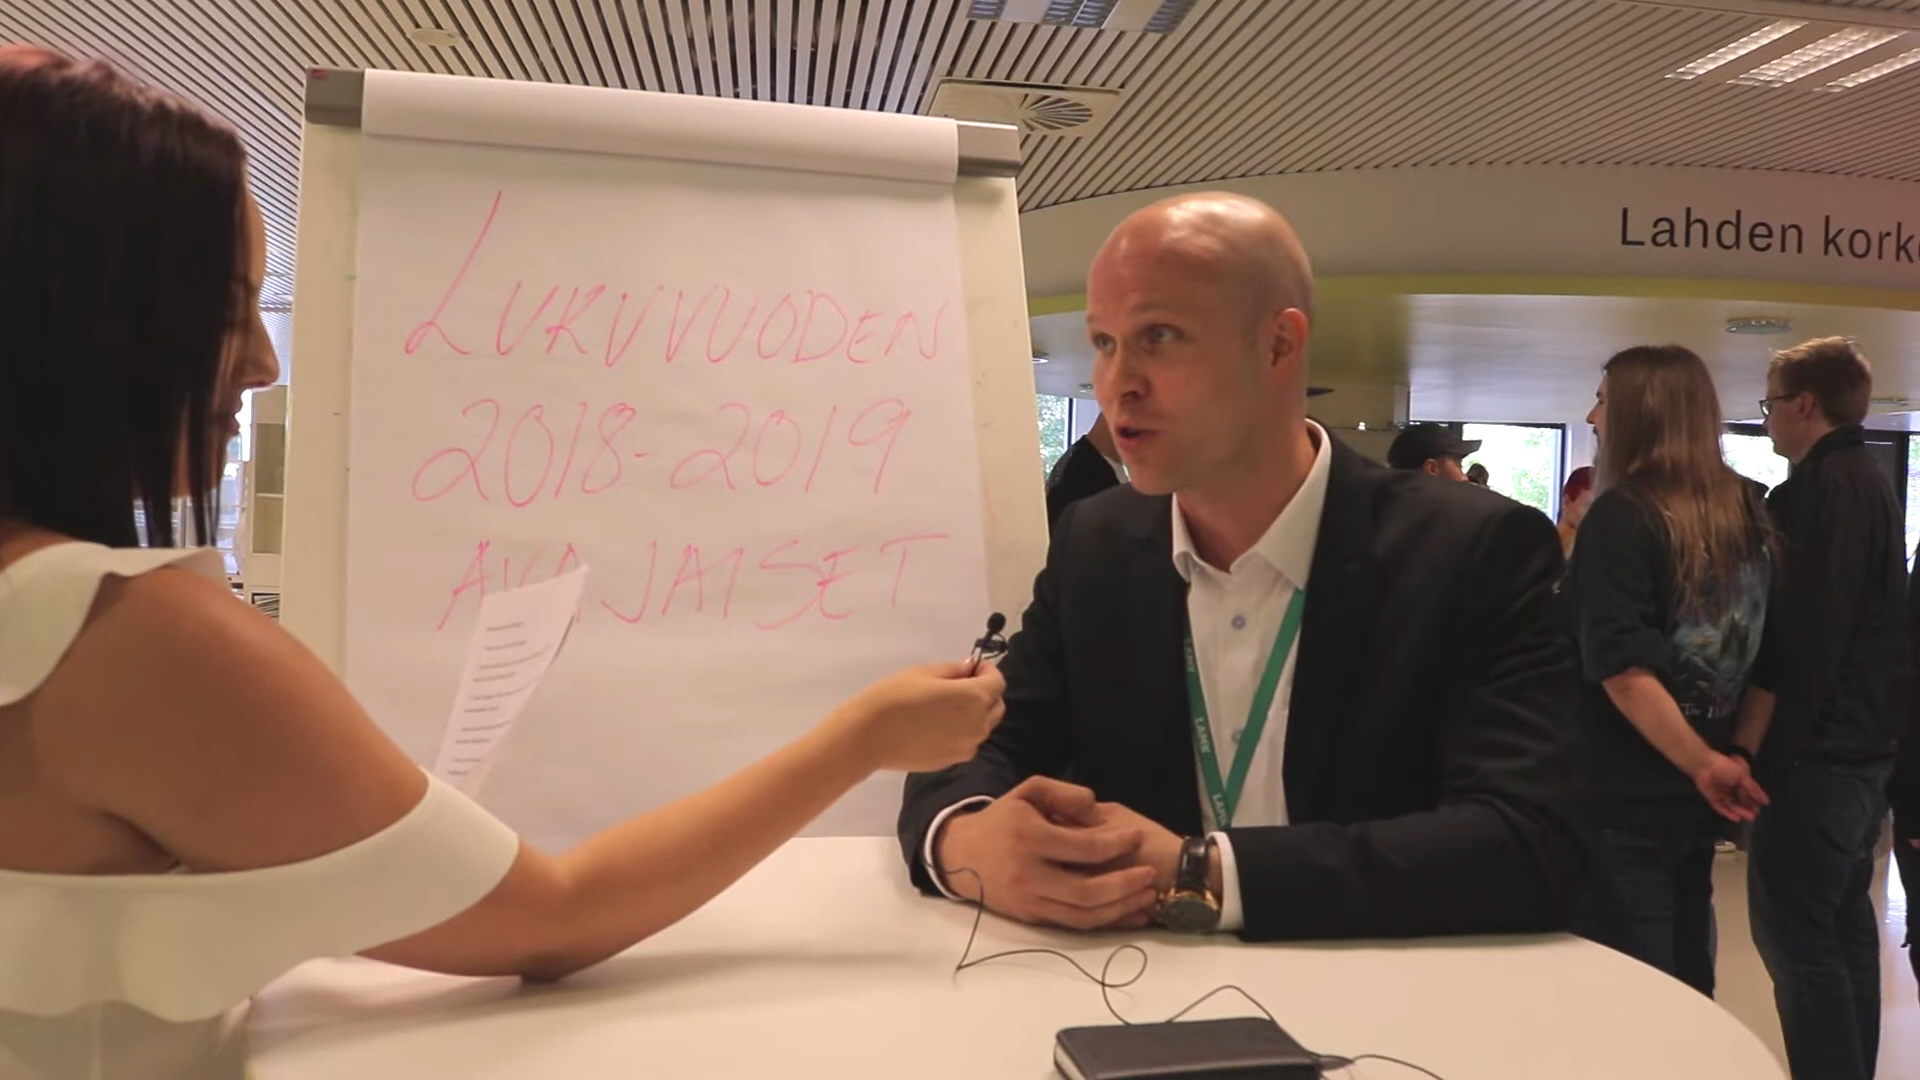 LUKUVUODEN
2018-2019
AVAJAISET
Lahden kork
LAMK